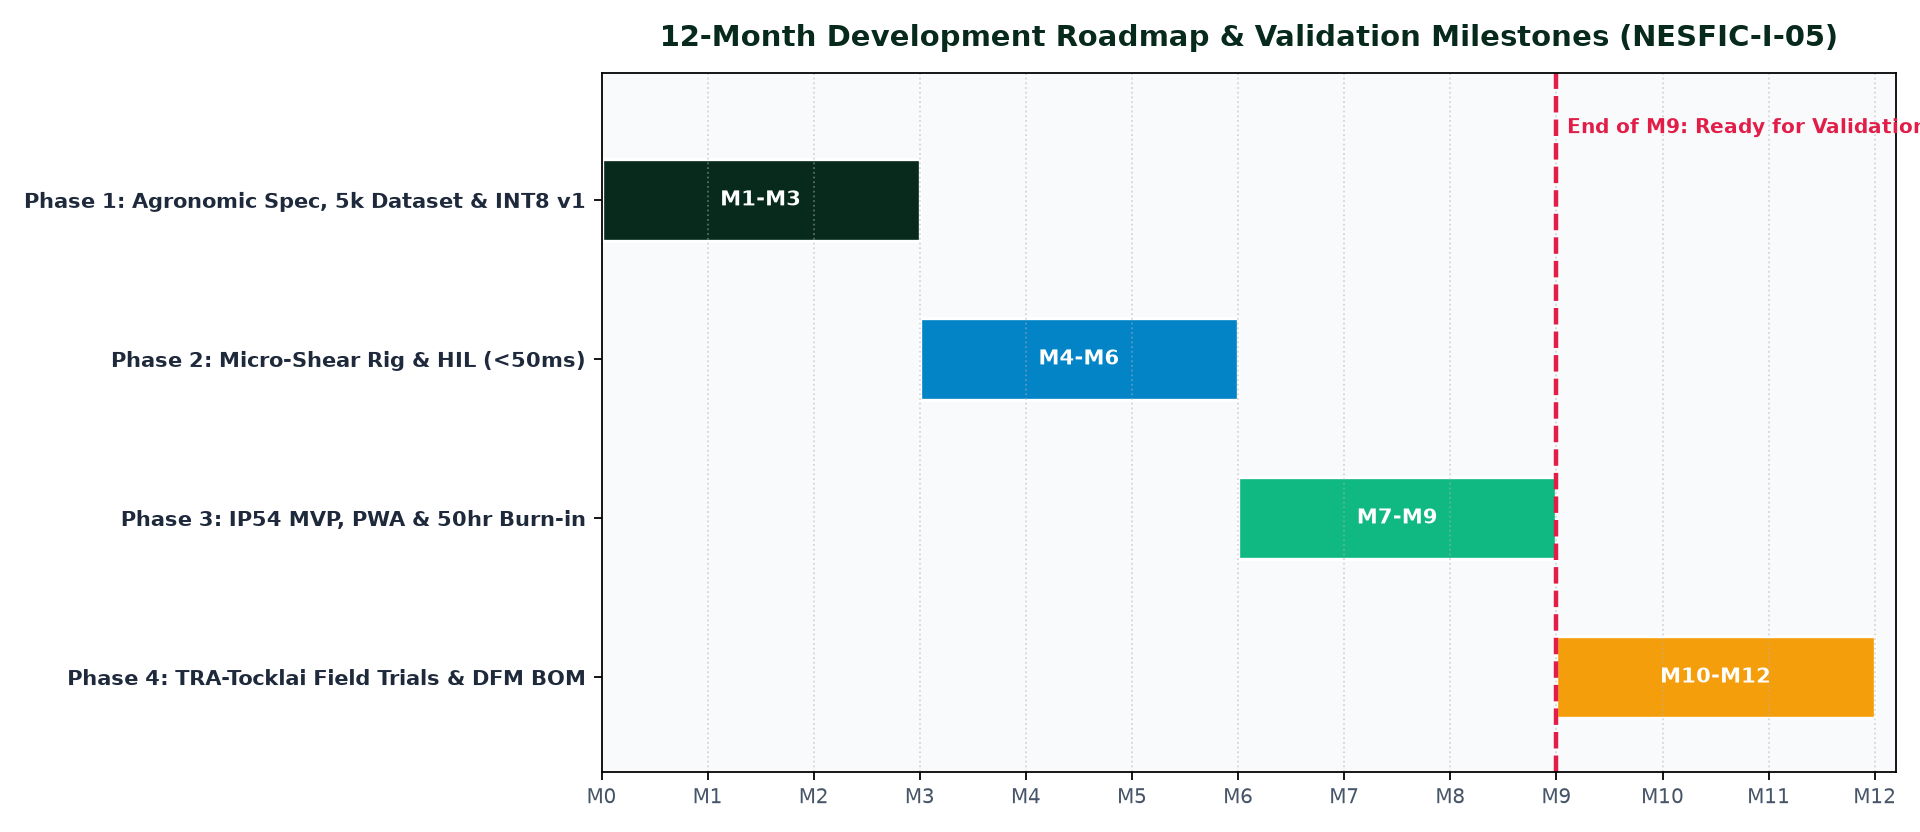 12-Month Development Roadmap & Validation Milestones (NESFIC-I-05)
End of M9: Ready for Validation
Phase 1: Agronomic Spec, 5k Dataset & INT8 v1
M1-M3
Phase 2: Micro-Shear Rig & HIL (<50ms)
M4-M6
Phase 3: IP54 MVP, PWA & 50hr Burn-in
M7-M9
Phase 4: TRA-Tocklai Field Trials & DFM BOM
M10-M12
M0 M1 M2 M3 M4 M5 M6 M7 M8 M9 M10 M11 M12